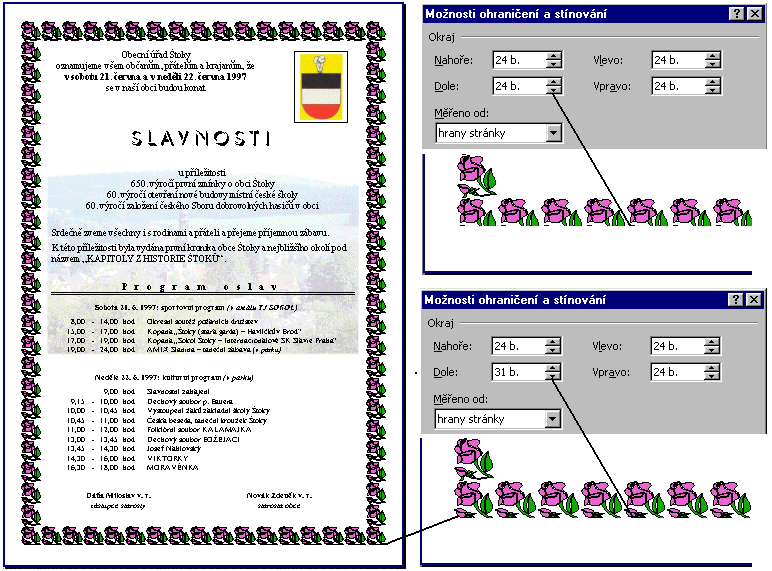 Obecní úřad Štoky
oznamujeme všem občanům, přátelům a krajanům, že
v sobotu 21. června a v neděli 22. června 1997
se v naší obci budou konat
SLAVNOSTI
u příležitosti
650. výročí první zmínky o obci Štoky
60. výročí otevření nové budovy místní české školy
60. výročí založení českého Sboru dobrovolných hasičů v obci
Srdečně zveme všechny i s rodinami a přáteli a přejeme příjemnou zábavu.
K této příležitosti byla vydána první kronika obce Štoky a nejbližšího okolí pod
názvem „KAPITOLY Z HISTORIE ŠTOKŮ“.
Program oslav
Sobota 21. 6. 1997: sportovní program (v areálu TJ SOKOL)
8,00 - 14,00 hod Okresní soutěž požárních družstev
15,00 - 17,00 hod Kopaná „Štoky (stará garda) – Havlíčkův Brod“
17,00 - 19,00 hod Kopaná „Sokol Štoky – Internacionálové SK Slavie Praha“
19,00 - 24,00 hod AMIX Slavíča – taneční zábava (v parku)
Neděle 22. 6. 1997: kulturní program (v parku)
9,00 hod Slavnostní zahájení
9,15 - 10,00 hod Dechový soubor p. Bauera
10,00 - 10,45 hod Vystoupení žáků základní školy Štoky
10,45 - 11,00 hod Česká beseda, taneční kroužek Štoky
11,00 - 12,00 hod Folklórní soubor KALAMAJKA
13,00 - 13,45 hod Dechový soubor BOŽEJÁCI
13,45 - 14,30 hod Josef Náhlovský
14,30 - 16,00 hod VIKTORKY
16,30 - 18,00 hod MORAVĚNKA
Dáňa Miloslav v. r. Novák Zdeněk v. r.
zástupce starosty starosta obce
Možnosti ohraničení a stínování
Okraj
Nahoře: 24 b. Vlevo: 24 b.
Dole: 24 b. Vpravo: 24 b.
Měřeno od:
hrany stránky
Možnosti ohraničení a stínování
Okraj
Nahoře: 24 b. Vlevo: 24 b.
Dole: 31 b. Vpravo: 24 b.
Měřeno od:
hrany stránky